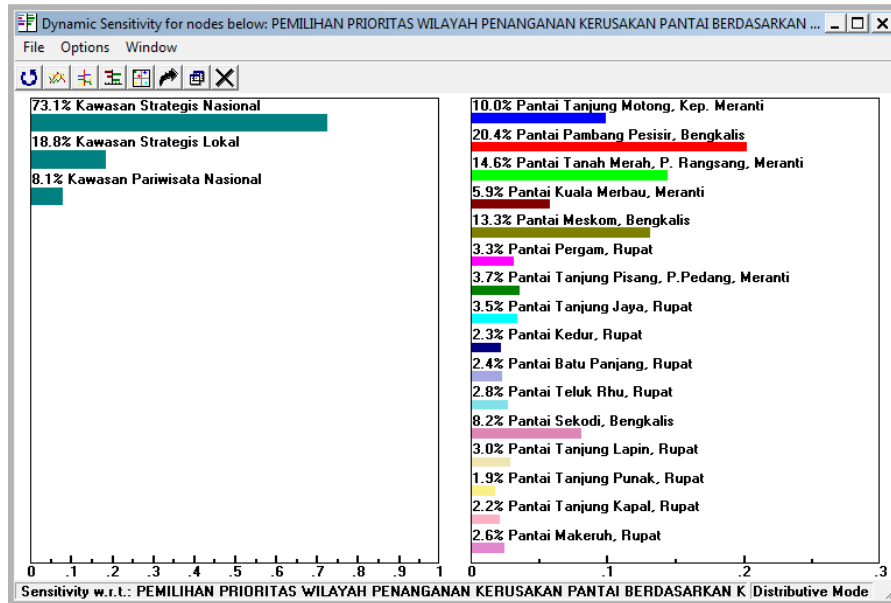 Dynamic Sensitivity for nodes below: PEMILIHAN PRIORITAS WILAYAH PENANGANAN KERUSAKAN PANTAI BERDASARKAN ...
File Options Window
73.1% Kawasan Strategis Nasional
18.8% Kawasan Strategis Lokal
8.1% Kawasan Pariwisata Nasional
0 .1 .2 .3 .4 .5 .6 .7 .8 .9 1
10.0% Pantai Tanjung Motong, Kep. Meranti
20.4% Pantai Pambang Pesisir, Bengkalis
14.6% Pantai Tanah Merah, P. Rangsang, Meranti
5.9% Pantai Kuala Merbau, Meranti
13.3% Pantai Meskom, Bengkalis
3.3% Pantai Pergam, Rupat
3.7% Pantai Tanjung Pisang, P.Pedang, Meranti
3.5% Pantai Tanjung Jaya, Rupat
2.3% Pantai Kedur, Rupat
2.4% Pantai Batu Panjang, Rupat
2.8% Pantai Teluk Rhu, Rupat
8.2% Pantai Sekodi, Bengkalis
3.0% Pantai Tanjung Lapin, Rupat
1.9% Pantai Tanjung Punak, Rupat
2.2% Pantai Tanjung Kapal, Rupat
2.6% Pantai Makeruh, Rupat
0 .1 .2 .3
Sensitivity w.r.t.: PEMILIHAN PRIORITAS WILAYAH PENANGANAN KERUSAKAN PANTAI BERDASARKAN K
Distributive Mode